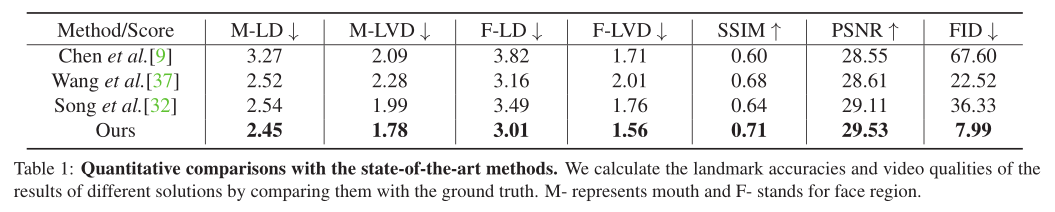 Method/Score M-LD ↓ M-LVD ↓ F-LD ↓ F-LVD ↓ SSIM ↑ PSNR ↑ FID ↓
Chen et al.[9] 3.27 2.09 3.82 1.71 0.60 28.55 67.60
Wang et al.[37] 2.52 2.28 3.16 2.01 0.68 28.61 22.52
Song et al.[32] 2.54 1.99 3.49 1.76 0.64 29.11 36.33
Ours 2.45 1.78 3.01 1.56 0.71 29.53 7.99
Table 1: Quantitative comparisons with the state-of-the-art methods. We calculate the landmark accuracies and video qualities of the
results of different solutions by comparing them with the ground truth. M- represents mouth and F- stands for face region.